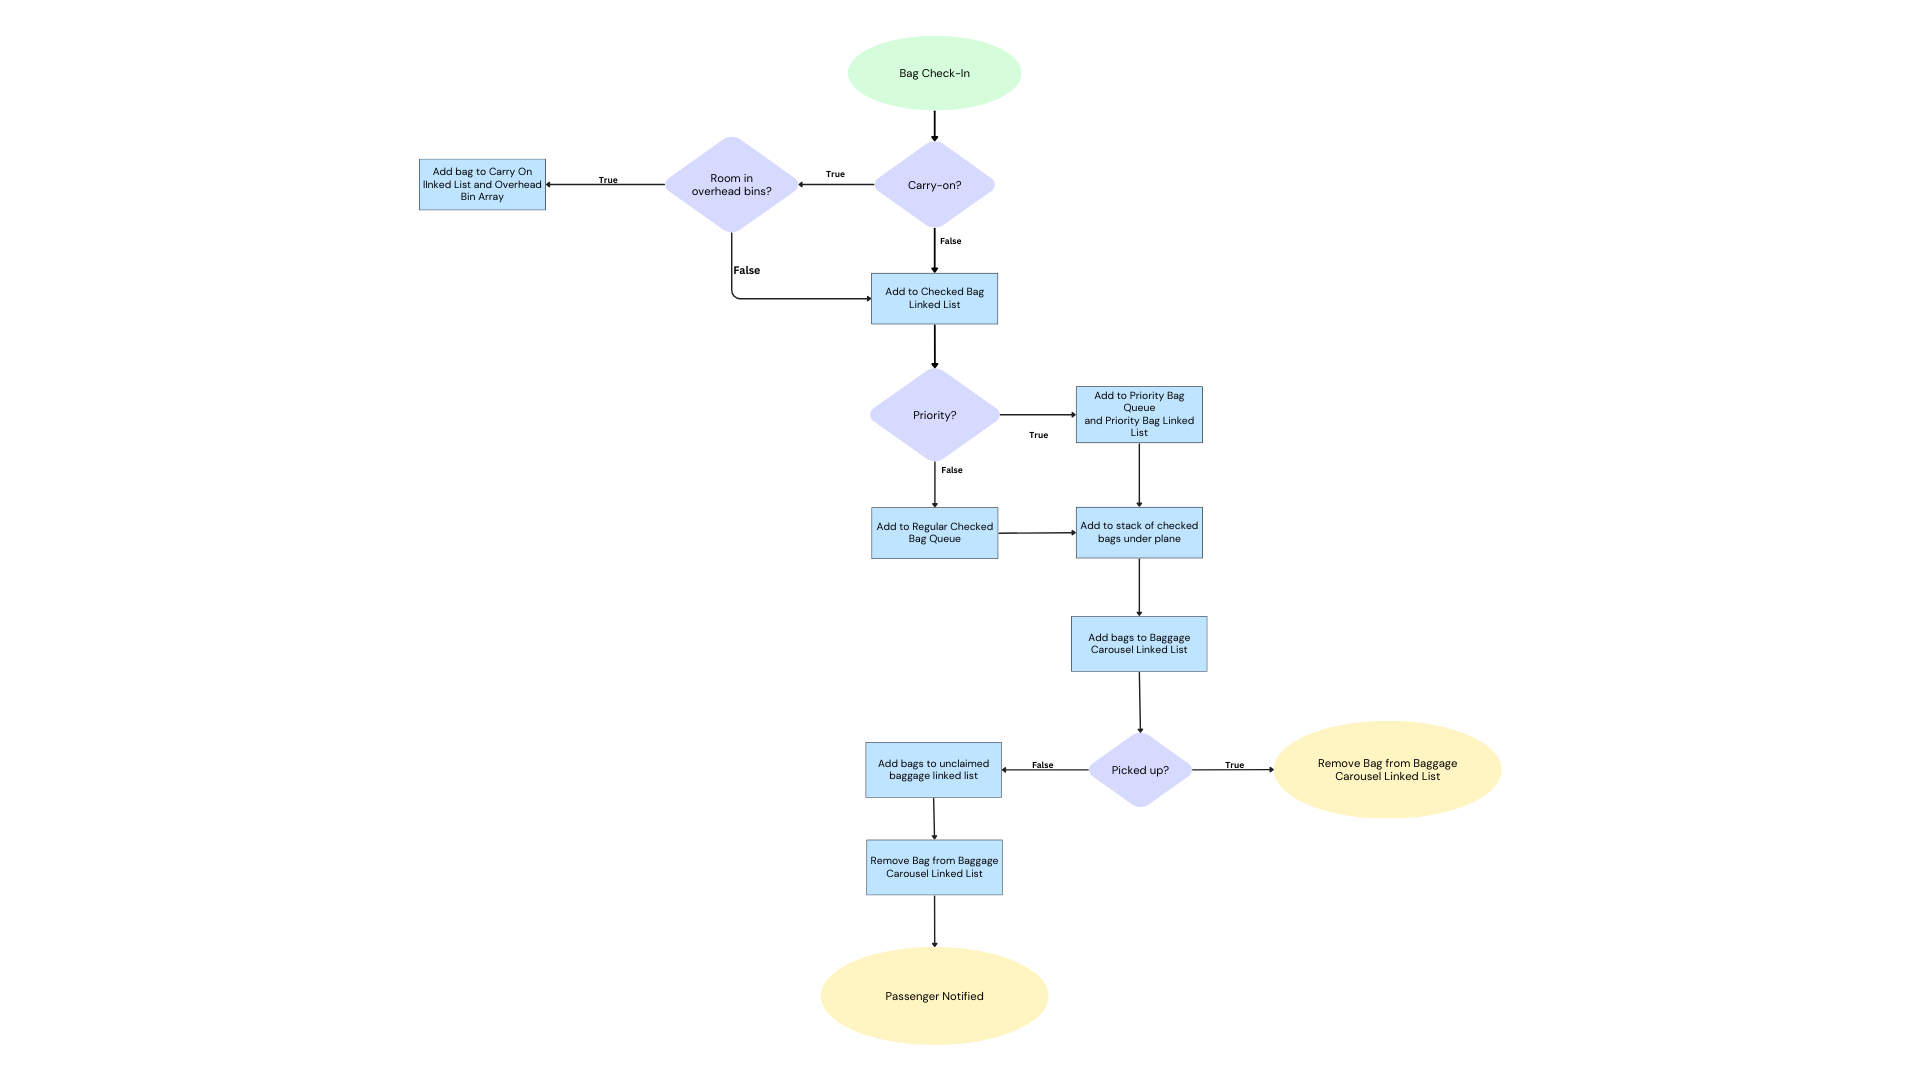 Bag Check-In
Add bag to Carry On
lInked List and Overhead
Bin Array
True
Room in
overhead bins?
True
Carry-on?
False
False
Add to Checked Bag
Linked List
Priority?
True
Add to Priority Bag
Queue
and Priority Bag Linked
List
False
Add to Regular Checked
Bag Queue
Add to stack of checked
bags under plane
Add bags to Baggage
Carousel Linked List
Add bags to unclaimed
baggage linked list
False
Picked up?
True
Remove Bag from Baggage
Carousel Linked List
Remove Bag from Baggage
Carousel Linked List
Passenger Notified